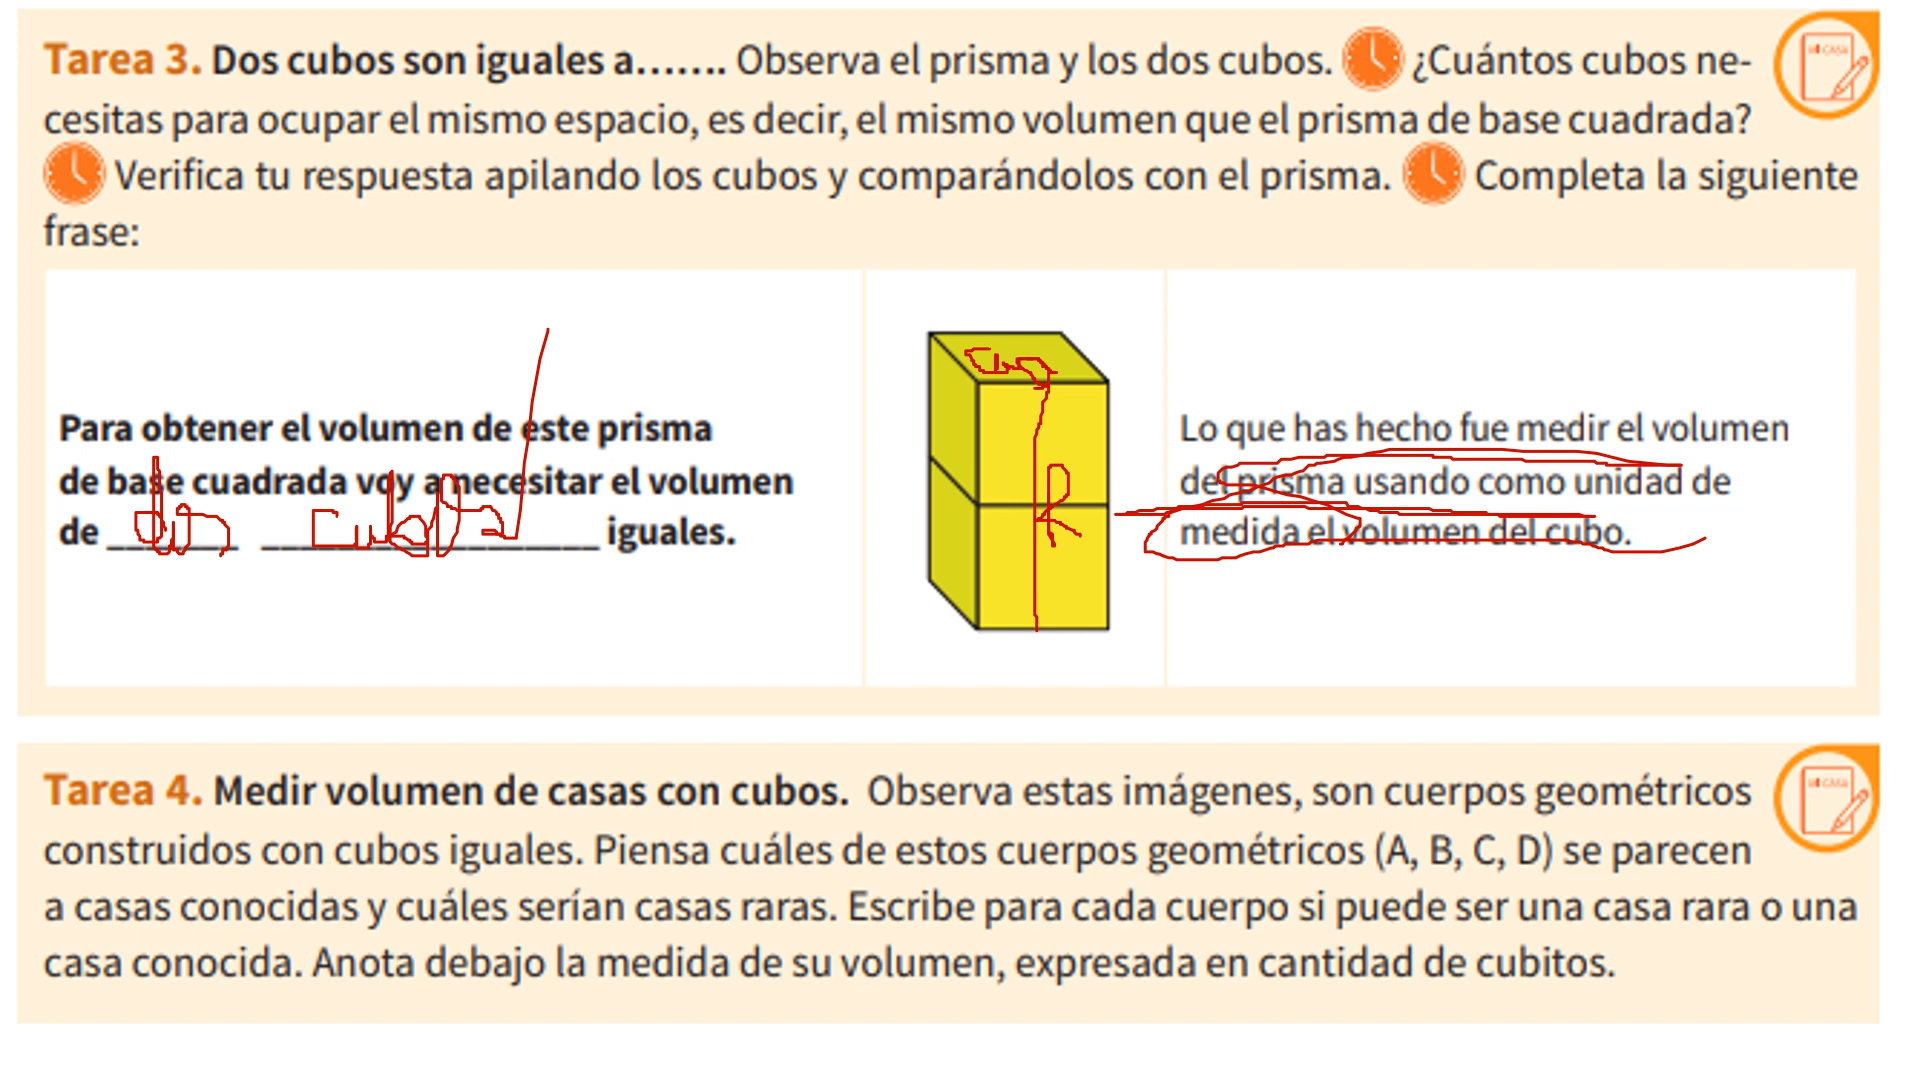 Tarea 3. Dos cubos son iguales a....... Observa el prisma y los dos cubos. ¿Cuántos cubos ne-
cesitas para ocupar el mismo espacio, es decir, el mismo volumen que el prisma de base cuadrada?
Verifica tu respuesta apilando los cubos y comparándolos con el prisma. Completa la siguiente
frase:
Para obtener el volumen de este prisma
de base cuadrada voy a necesitar el volumen
de _______ __________________ iguales.
Lo que has hecho fue medir el volumen
del prisma usando como unidad de
medida el volumen del cubo.
Tarea 4. Medir volumen de casas con cubos. Observa estas imágenes, son cuerpos geométricos
construidos con cubos iguales. Piensa cuáles de estos cuerpos geométricos (A, B, C, D) se parecen
a casas conocidas y cuáles serían casas raras. Escribe para cada cuerpo si puede ser una casa rara o una
casa conocida. Anota debajo la medida de su volumen, expresada en cantidad de cubitos.